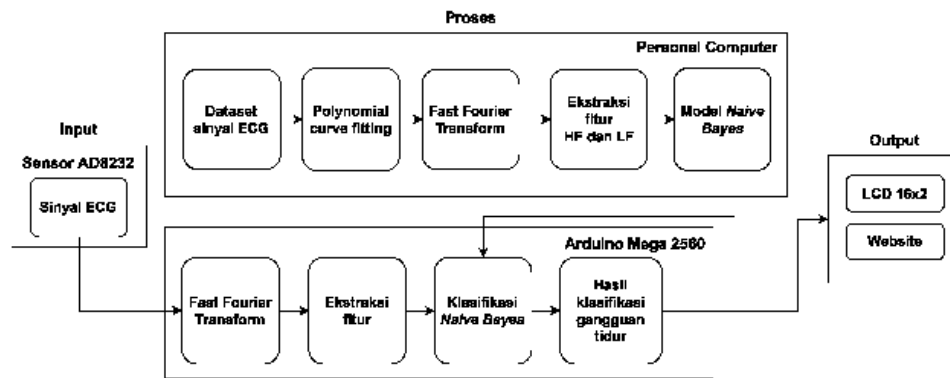 Proses
Personal Computer
Dataset
sinyal ECG
Polynomial
curve fitting
Fast Fourier
Transform
Ekstraksi
fitur
HF dan LF
Model Naive
Bayes
Input
Sensor AD8232
Sinyal ECG
Output
LCD 16x2
Website
Arduino Mega 2560
Fast Fourier
Transform
Ekstraksi
fitur
Klasifikasi
Naive Bayes
Hasil
klasifikasi
gangguan
tidur